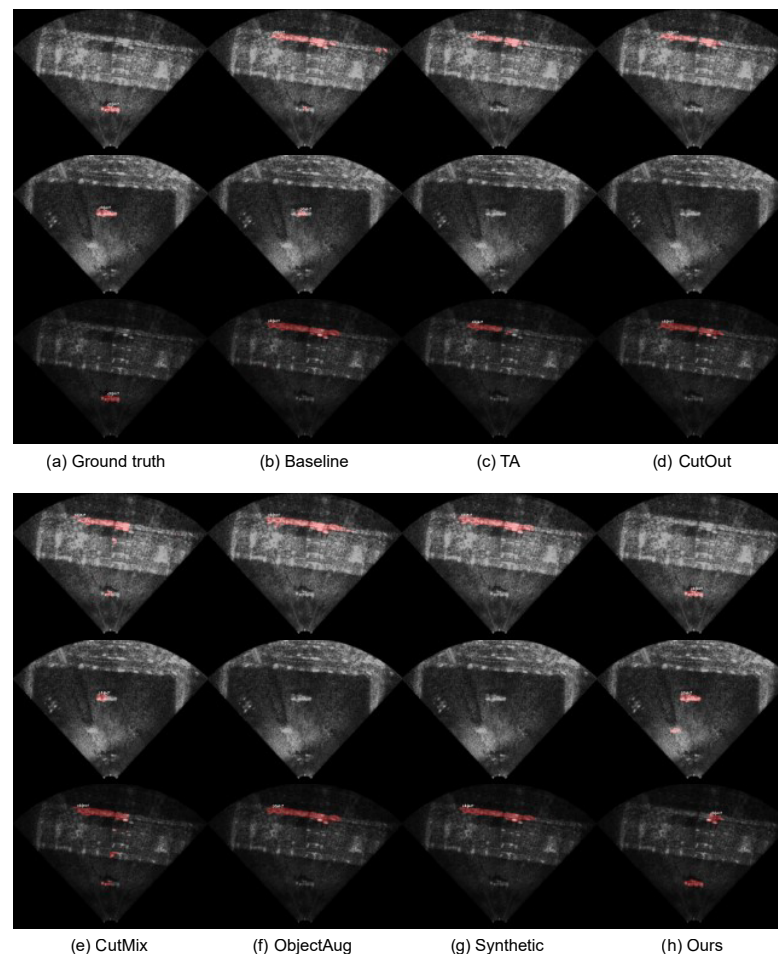 (a) Ground truth (b) Baseline (c) TA (d) CutOut
(e) CutMix (f) ObjectAug (g) Synthetic (h) Ours